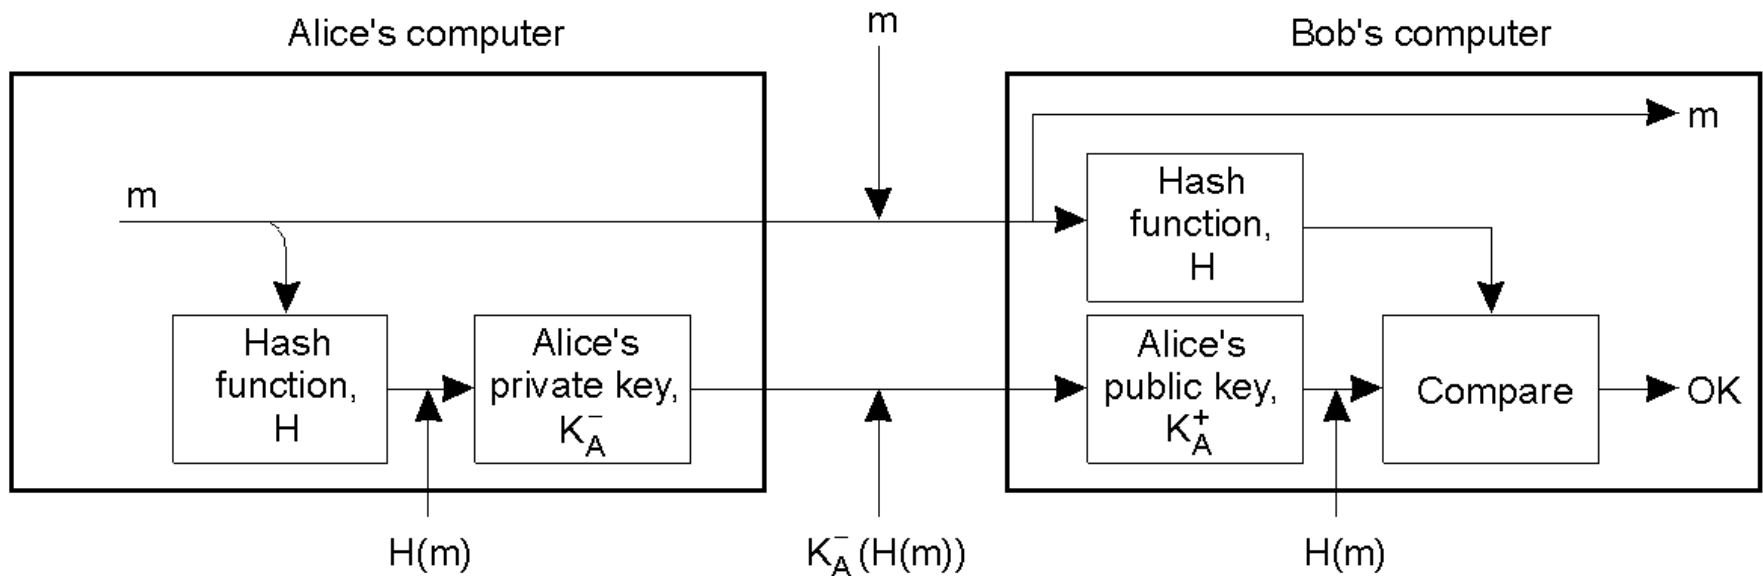 Alice's computer
m
Bob's computer
m
m
Hash
function,
H
Hash
function,
H
Alice's
private key,
K_A^-
Alice's
public key,
K_A^+
Compare
OK
H(m)
K_A^-(H(m))
H(m)